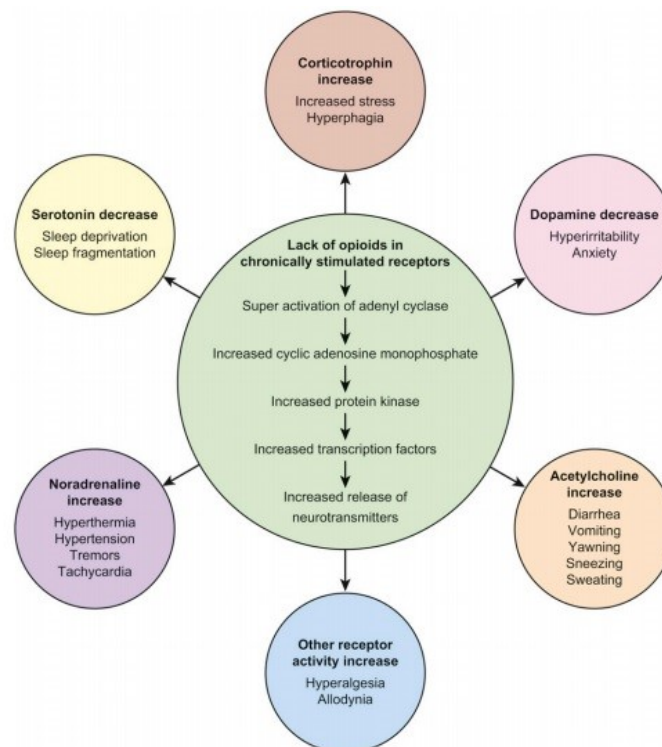 Corticotrophin
increase
Increased stress
Hyperphagia
Serotonin decrease
Sleep deprivation
Sleep fragmentation
Dopamine decrease
Hyperirritability
Anxiety
Lack of opioids in
chronically stimulated receptors
Super activation of adenyl cyclase
Increased cyclic adenosine monophosphate
Increased protein kinase
Increased transcription factors
Increased release of
neurotransmitters
Noradrenaline
increase
Hyperthermia
Hypertension
Tremors
Tachycardia
Acetylcholine
increase
Diarrhea
Vomiting
Yawning
Sneezing
Sweating
Other receptor
activity increase
Hyperalgesia
Allodynia